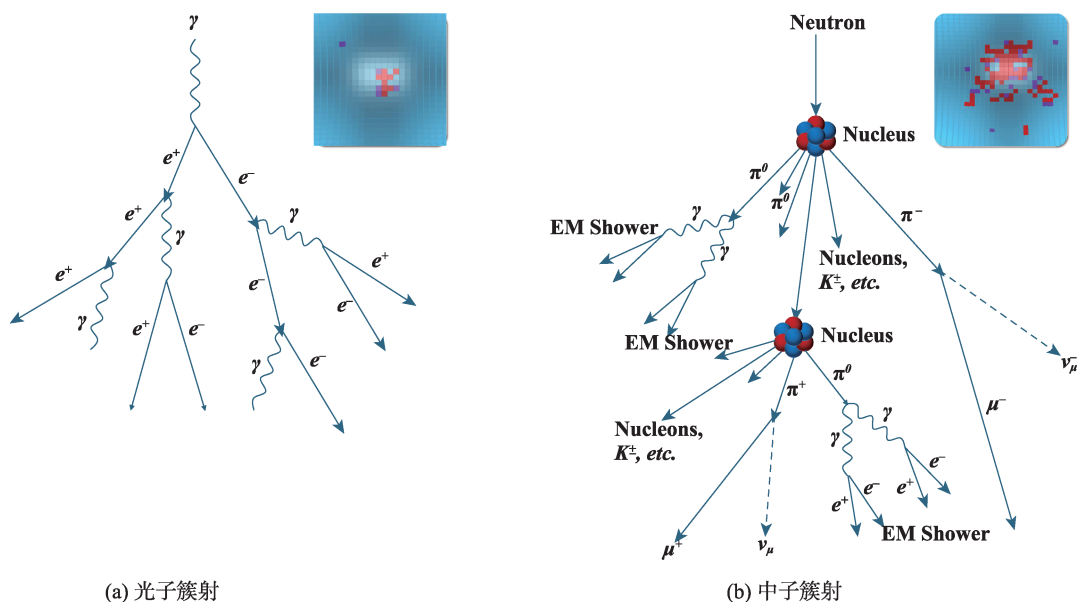 γ
e⁺
e⁻
e⁺
γ
γ
e⁺
e⁺
γ
e⁻
e⁻
e⁺
e⁻
γ
e⁻
(a) 光子簇射
Neutron
Nucleus
π⁰
π⁰
π⁻
γ
EM Shower
γ
Nucleons,
K±, etc.
EM Shower
Nucleus
ν⁻μ
π⁺
π⁰
μ⁻
γ
γ
Nucleons,
K±, etc.
e⁻
e⁻
e⁺
e⁺
EM Shower
μ⁺
νμ
(b) 中子簇射